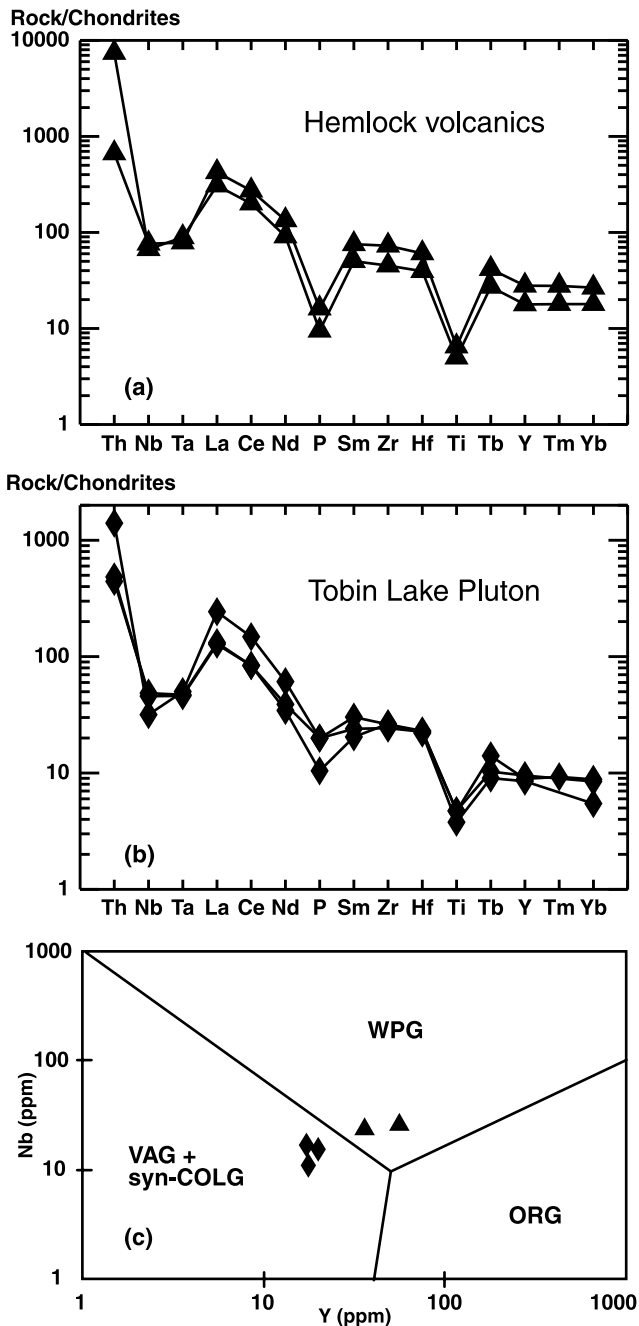 Rock/Chondrites
10000
1000
100
10
1
Hemlock volcanics
(a)
Th Nb Ta La Ce Nd P Sm Zr Hf Ti Tb Y Tm Yb
Rock/Chondrites
1000
100
10
1
Tobin Lake Pluton
(b)
Th Nb Ta La Ce Nd P Sm Zr Hf Ti Tb Y Tm Yb
1000
100
10
1
Nb (ppm)
WPG
VAG +
syn-COLG
ORG
(c)
1 10 100 1000
Y (ppm)